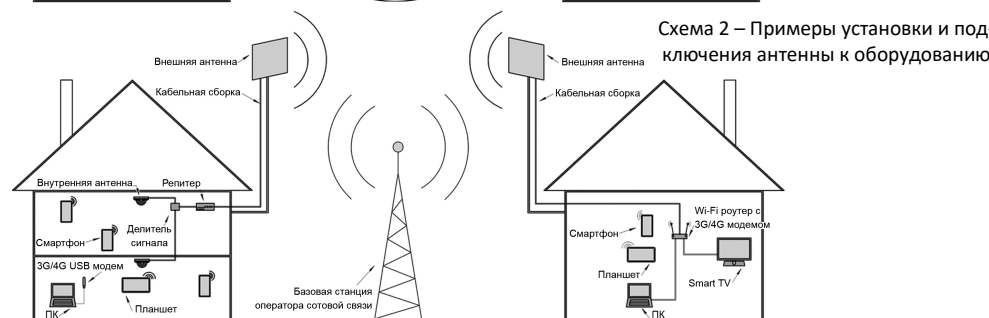 Схема 2 – Примеры установки и под-
ключения антенны к оборудованию
Внешняя антенна
Кабельная сборка
Внутренняя антенна
Репитер
Смартфон
Делитель
сигнала
3G/4G USB модем
ПК
Планшет
Базовая станция
оператора сотовой связи
Внешняя антенна
Кабельная сборка
Wi-Fi роутер с
3G/4G модемом
Смартфон
Планшет
Smart TV
ПК